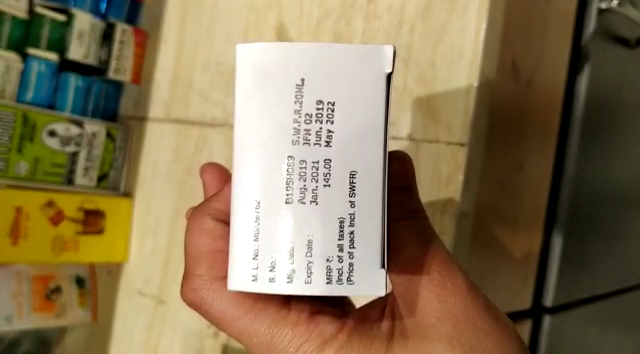 M. L. No.:
B. No.: B195H089 S.W.F.R.20ML.
Mfg. Date : Aug.2019 JFM 02
Expiry Date : Jan.2021 Jun.2019
May 2022
MRP ₹: 145.00
(Incl. of all taxes)
(Price of pack Incl. of SWFR)